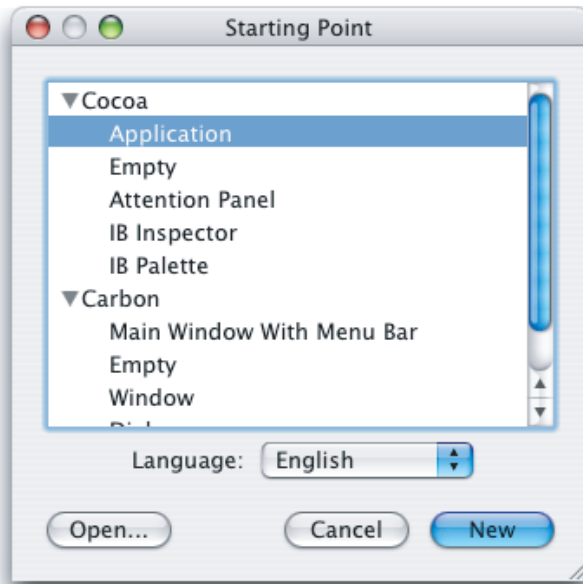 Starting Point
Cocoa
Application
Empty
Attention Panel
IB Inspector
IB Palette
Carbon
Main Window With Menu Bar
Empty
Window
Language: English
Open... Cancel New